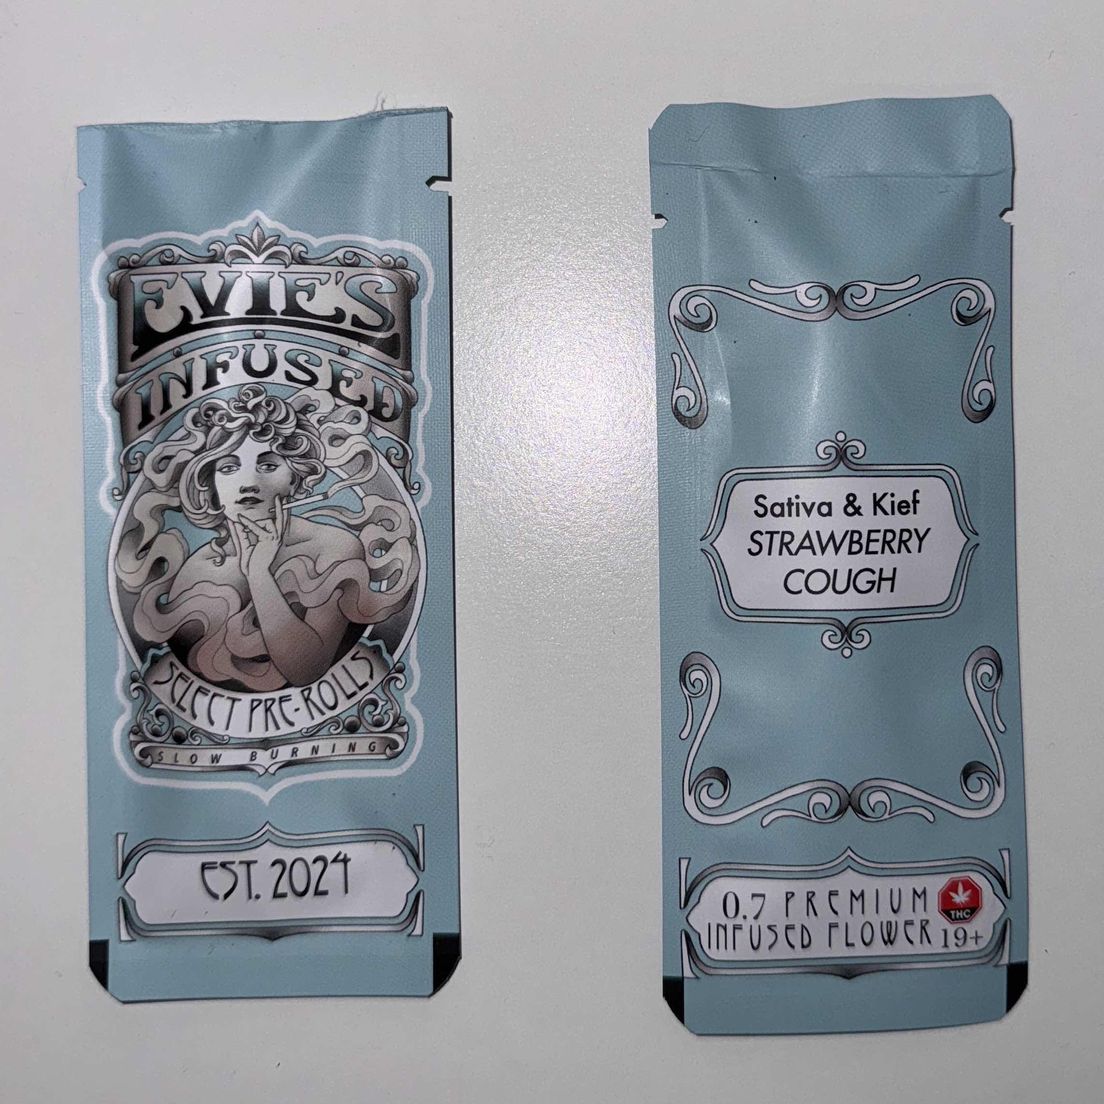 EVIE'S
INFUSED
SELECT PRE-ROLLS
SLOW BURNING
EST. 2024
Sativa & Kief
STRAWBERRY
COUGH
0.7 PREMIUM
INFUSED FLOWER
THC
19+